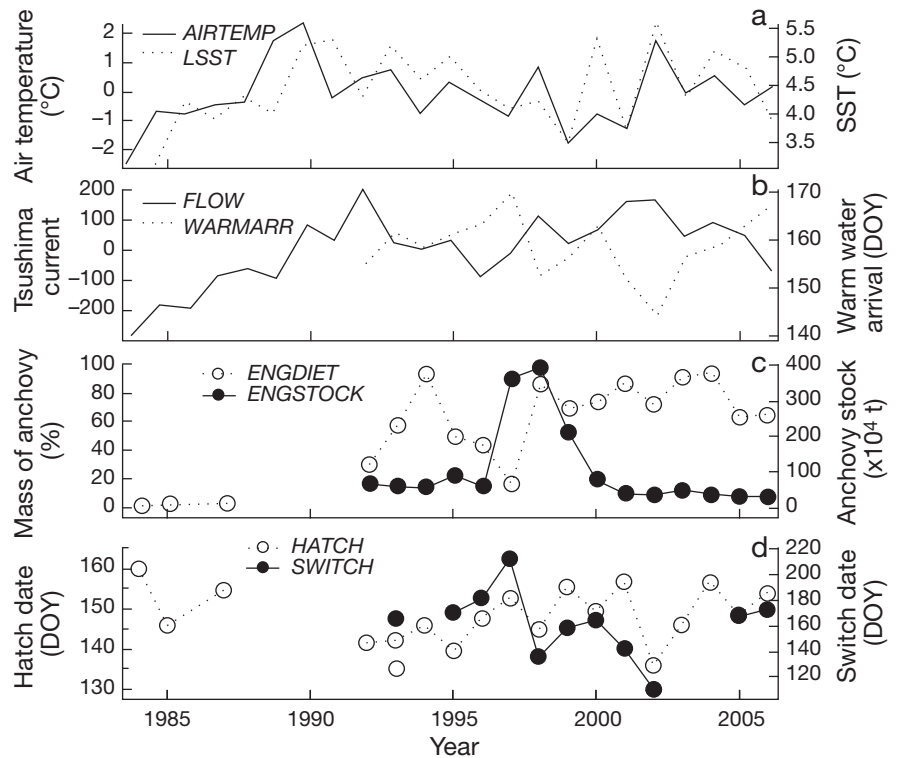 a
AIRTEMP
LSST
Air temperature
(°C)
2
1
0
−1
−2
5.5
5.0
4.5
4.0
3.5
SST (°C)
b
FLOW
WARMARR
Tsushima
current
200
100
0
−100
−200
170
160
150
140
Warm water
arrival (DOY)
c
ENGDIET
ENGSTOCK
Mass of anchovy
(%)
100
80
60
40
20
0
400
300
200
100
0
Anchovy stock
(x10⁴ t)
d
HATCH
SWITCH
Hatch date
(DOY)
160
150
140
130
220
200
180
160
140
120
Switch date
(DOY)
1985 1990 1995 2000 2005
Year